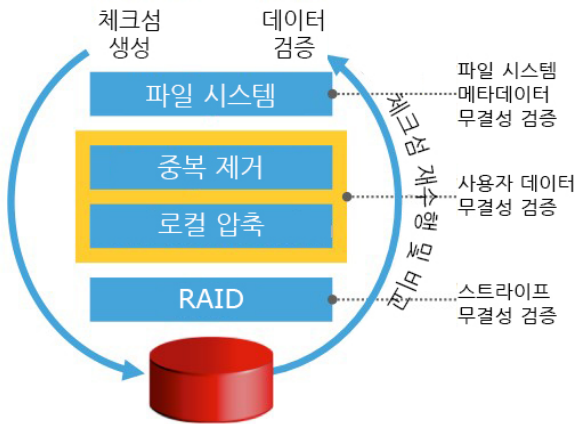 체크섬
생성
데이터
검증
파일 시스템
파일 시스템
메타데이터
무결성 검증
중복 제거
로컬 압축
사용자 데이터
무결성 검증
체크섬 재수행 및 비교
RAID
스트라이프
무결성 검증